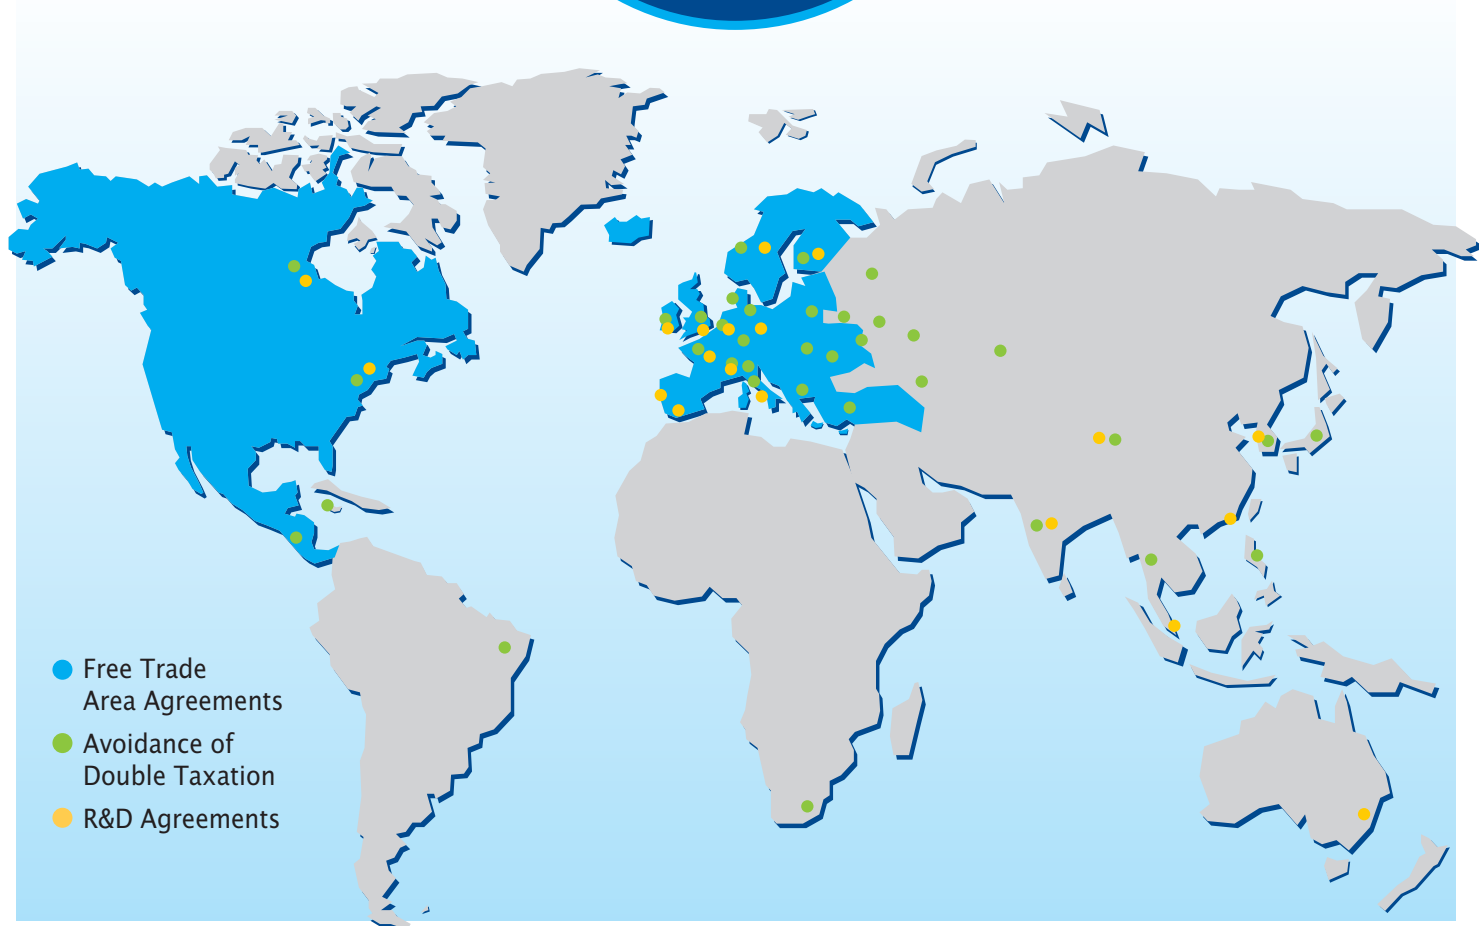 Free Trade
Area Agreements
Avoidance of
Double Taxation
R&D Agreements